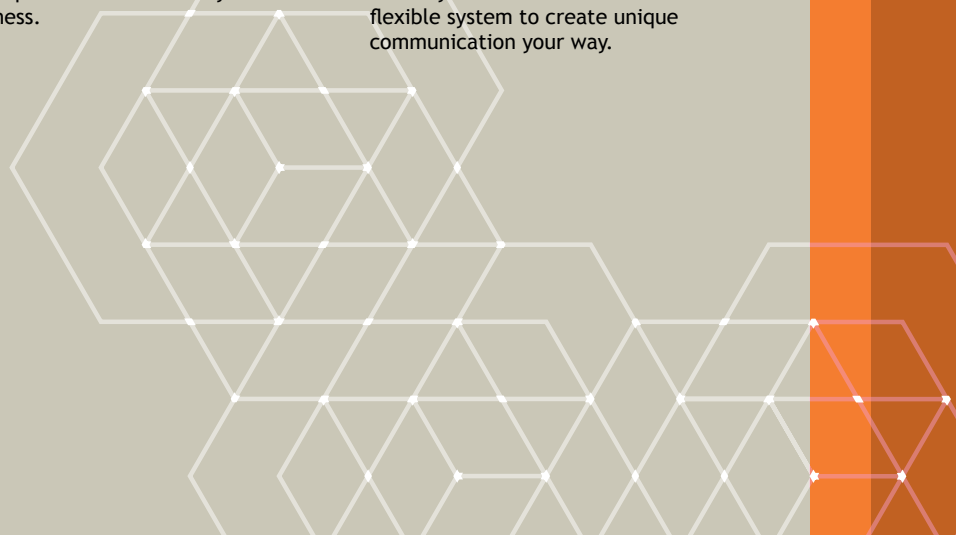 ness.
flexible system to create unique
communication your way.